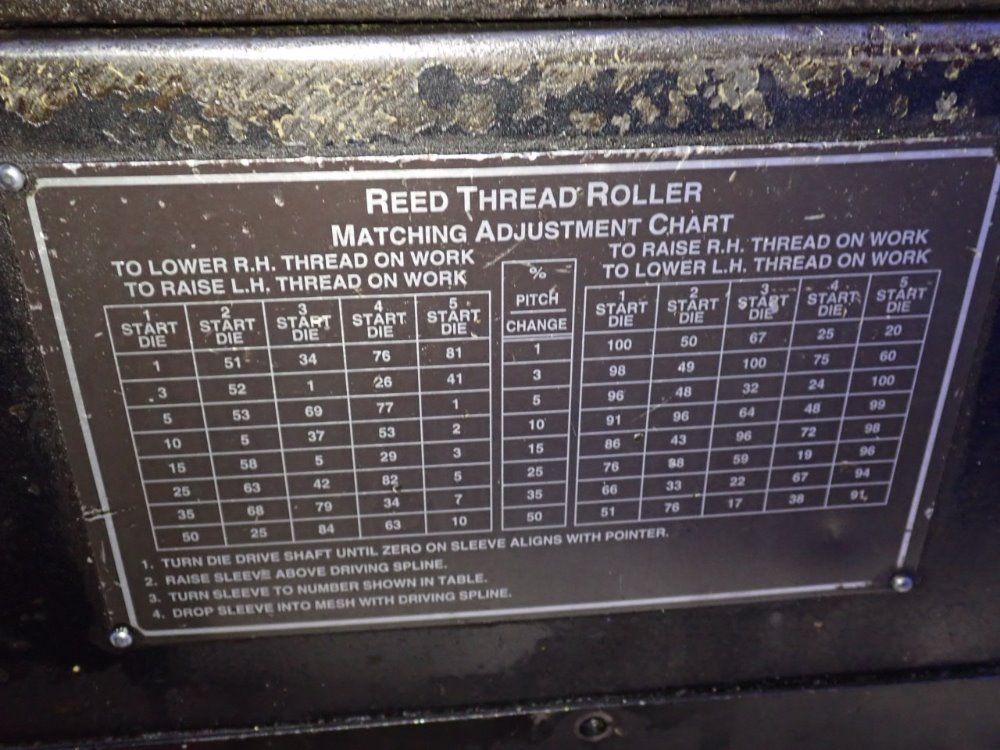 REED THREAD ROLLER
MATCHING ADJUSTMENT CHART
TO LOWER R.H. THREAD ON WORK
TO RAISE L.H. THREAD ON WORK
% PITCH CHANGE
TO RAISE R.H. THREAD ON WORK
TO LOWER L.H. THREAD ON WORK
1 START DIE 2 START DIE 3 START DIE 4 START DIE 5 START DIE 1 START DIE 2 START DIE 3 START DIE 4 START DIE 5 START DIE
1 51 34 76 81 1 100 50 67 25 20
3 52 1 26 41 3 98 49 100 75 60
5 53 69 77 1 5 96 48 32 24 100
10 5 37 53 2 10 91 96 64 48 99
15 58 5 29 3 15 86 43 96 72 98
25 63 42 82 5 25 76 88 59 19 96
35 68 79 34 7 35 66 33 22 67 94
50 25 84 63 10 50 51 76 17 38 91
1. TURN DIE DRIVE SHAFT UNTIL ZERO ON SLEEVE ALIGNS WITH POINTER.
2. RAISE SLEEVE ABOVE DRIVING SPLINE.
3. TURN SLEEVE TO NUMBER SHOWN IN TABLE.
4. DROP SLEEVE INTO MESH WITH DRIVING SPLINE.